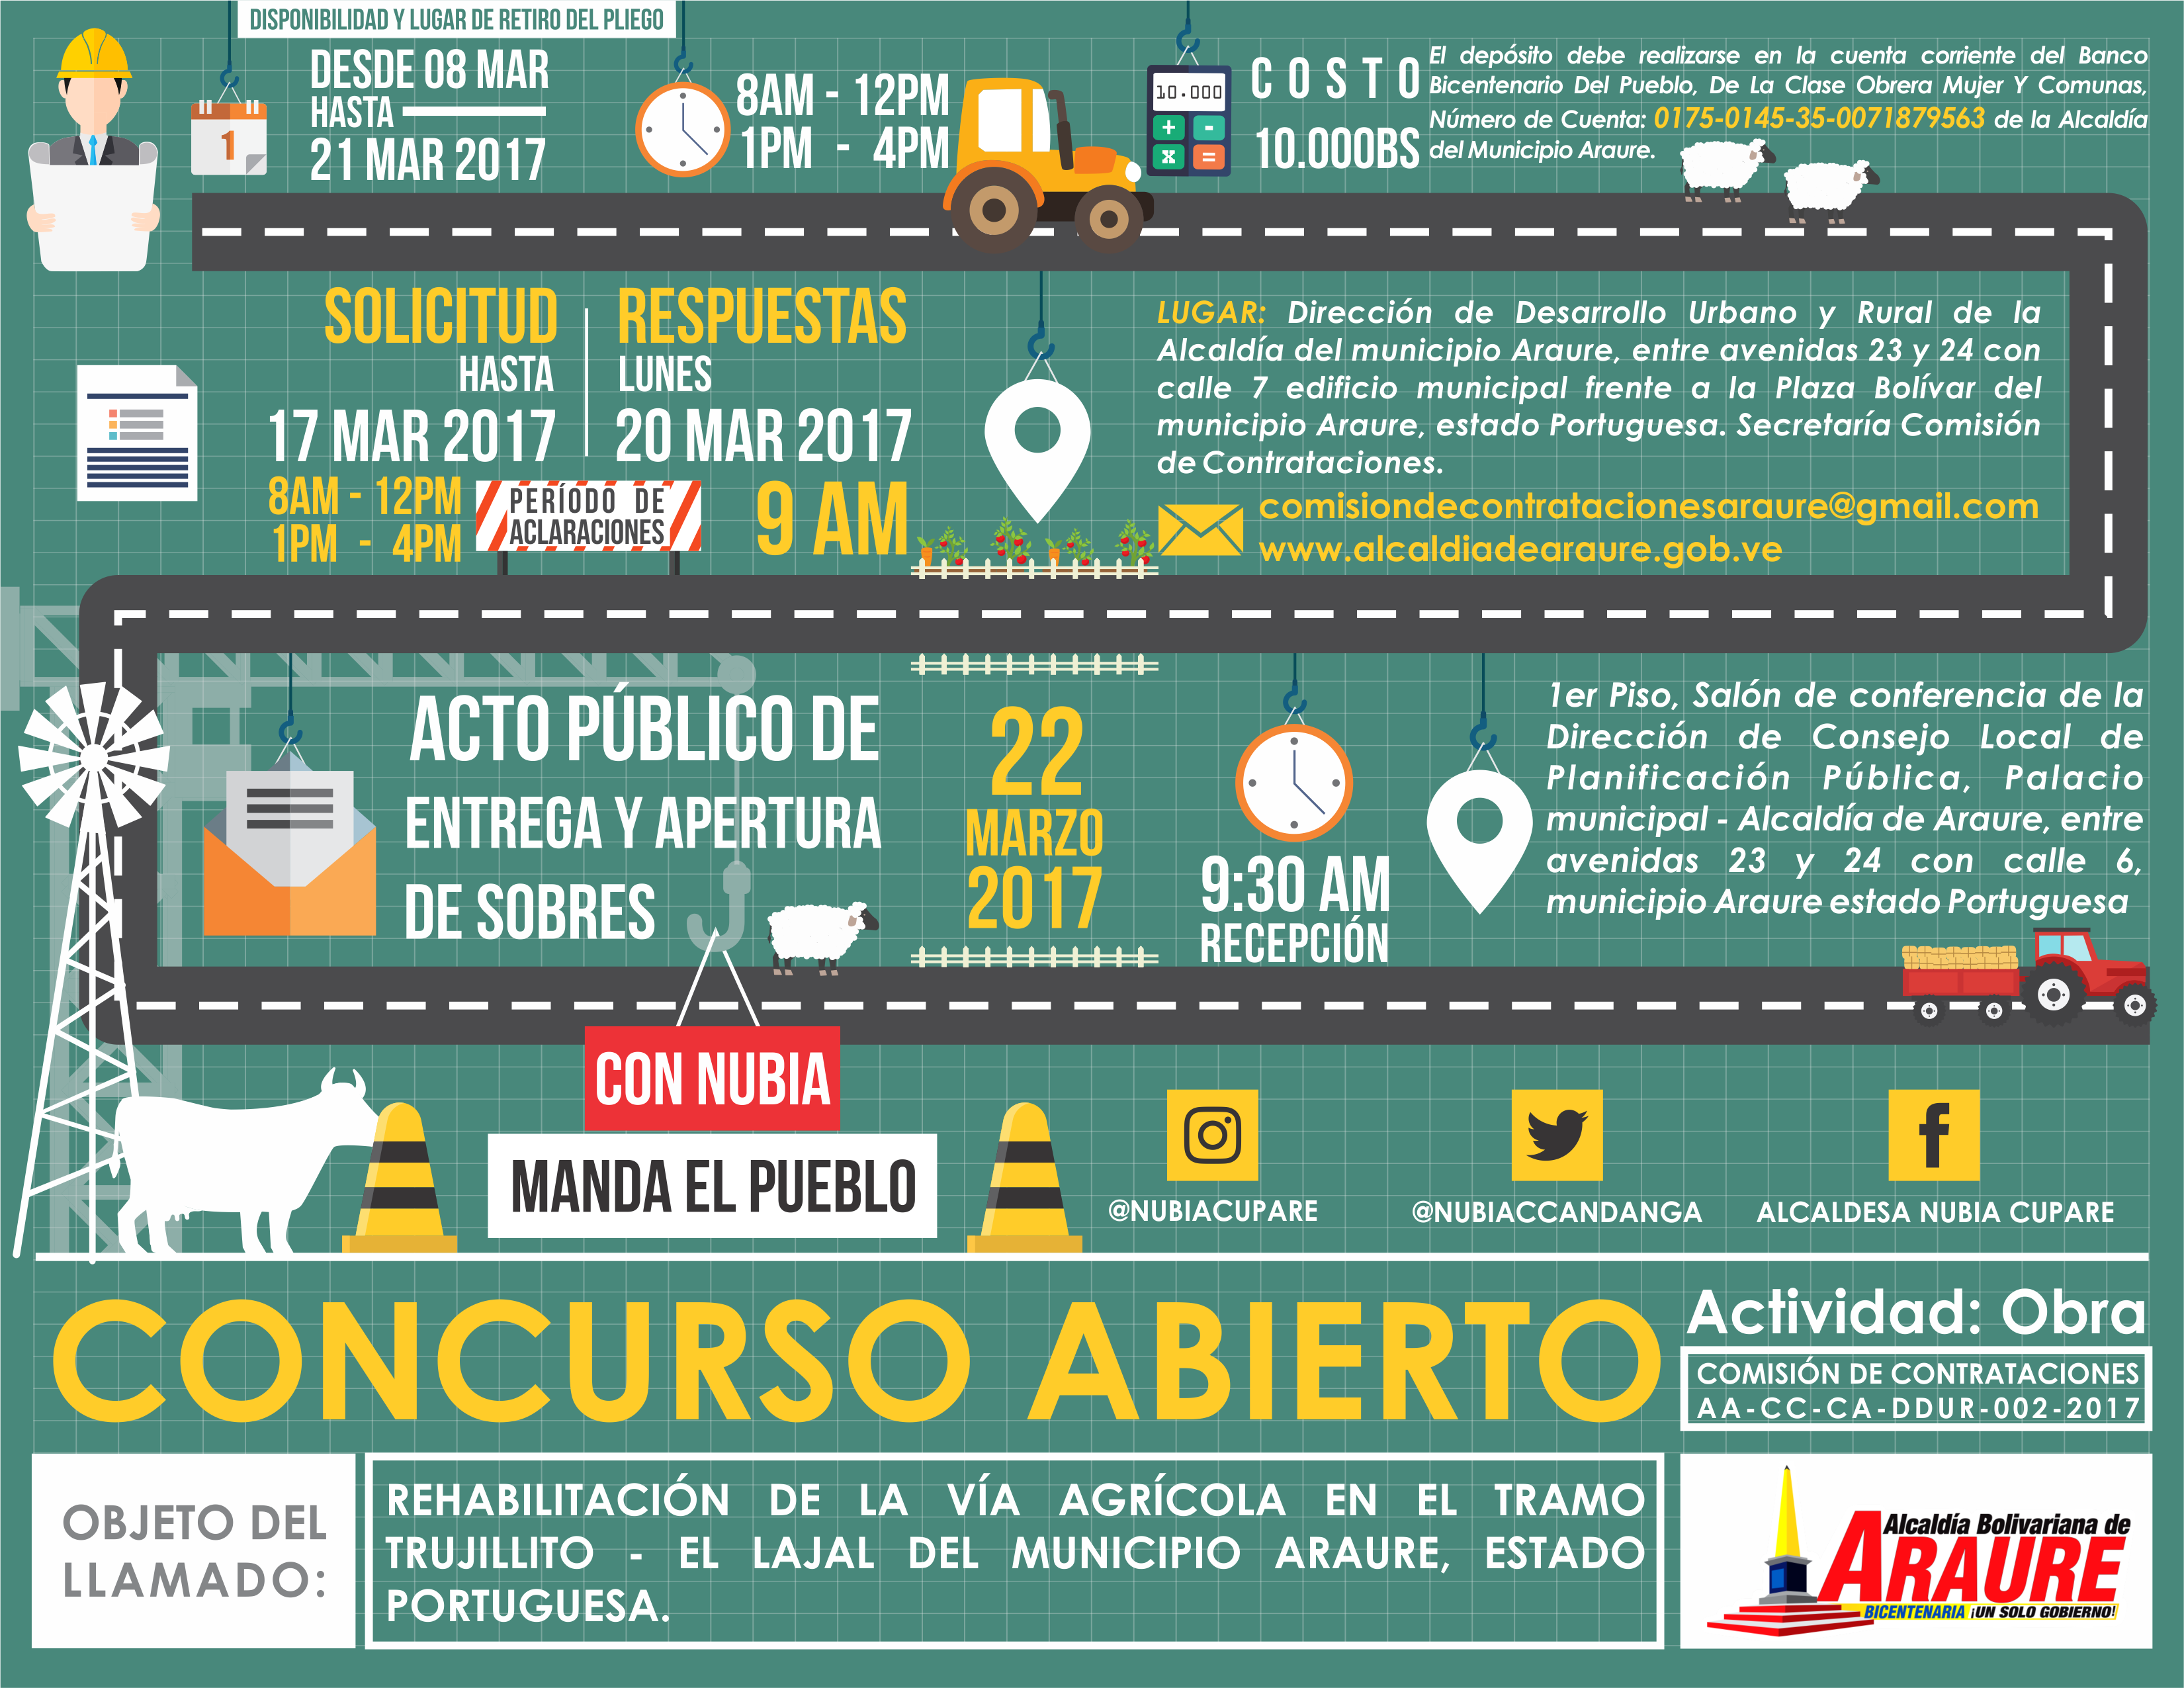 DISPONIBILIDAD Y LUGAR DE RETIRO DEL PLIEGO
DESDE 08 MAR
HASTA
21 MAR 2017
1
8AM - 12PM
1PM - 4PM
10.000
+ -
x =
COSTO
10.000BS
El depósito debe realizarse en la cuenta corriente del Banco
Bicentenario Del Pueblo, De La Clase Obrera Mujer Y Comunas,
Número de Cuenta: 0175-0145-35-0071879563 de la Alcaldía
del Municipio Araure.
SOLICITUD
HASTA
17 MAR 2017
8AM - 12PM
1PM - 4PM
RESPUESTAS
LUNES
20 MAR 2017
9 AM
PERÍODO DE
ACLARACIONES
LUGAR: Dirección de Desarrollo Urbano y Rural de la
Alcaldía del municipio Araure, entre avenidas 23 y 24 con
calle 7 edificio municipal frente a la Plaza Bolívar del
municipio Araure, estado Portuguesa. Secretaría Comisión
de Contrataciones.
comisiondecontratacionesaraure@gmail.com
www.alcaldiadearaure.gob.ve
ACTO PÚBLICO DE
ENTREGA Y APERTURA
DE SOBRES
22
MARZO
2017
9:30 AM
RECEPCIÓN
1er Piso, Salón de conferencia de la
Dirección de Consejo Local de
Planificación Pública, Palacio
municipal - Alcaldía de Araure, entre
avenidas 23 y 24 con calle 6,
municipio Araure estado Portuguesa
CON NUBIA
MANDA EL PUEBLO
@NUBIACUPARE
@NUBIACCANDANGA
ALCALDESA NUBIA CUPARE
CONCURSO ABIERTO
Actividad: Obra
COMISIÓN DE CONTRATACIONES
AA-CC-CA-DDUR-002-2017
OBJETO DEL
LLAMADO:
REHABILITACIÓN DE LA VÍA AGRÍCOLA EN EL TRAMO
TRUJILLITO - EL LAJAL DEL MUNICIPIO ARAURE, ESTADO
PORTUGUESA.
Alcaldía Bolivariana de
ARAURE
BICENTENARIA ¡UN SOLO GOBIERNO!